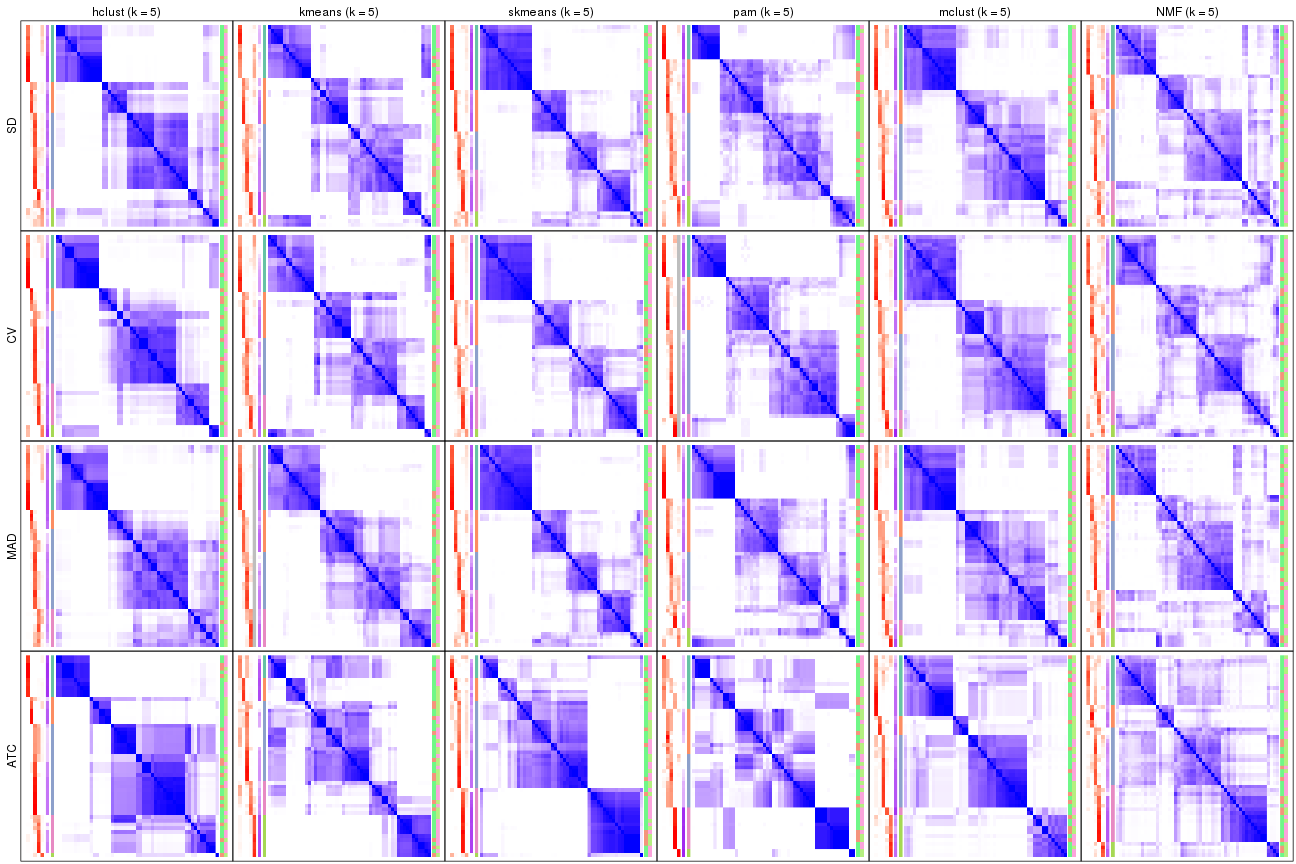 hclust (k = 5) kmeans (k = 5) skmeans (k = 5) pam (k = 5) mclust (k = 5) NMF (k = 5)
SD
CV
MAD
ATC